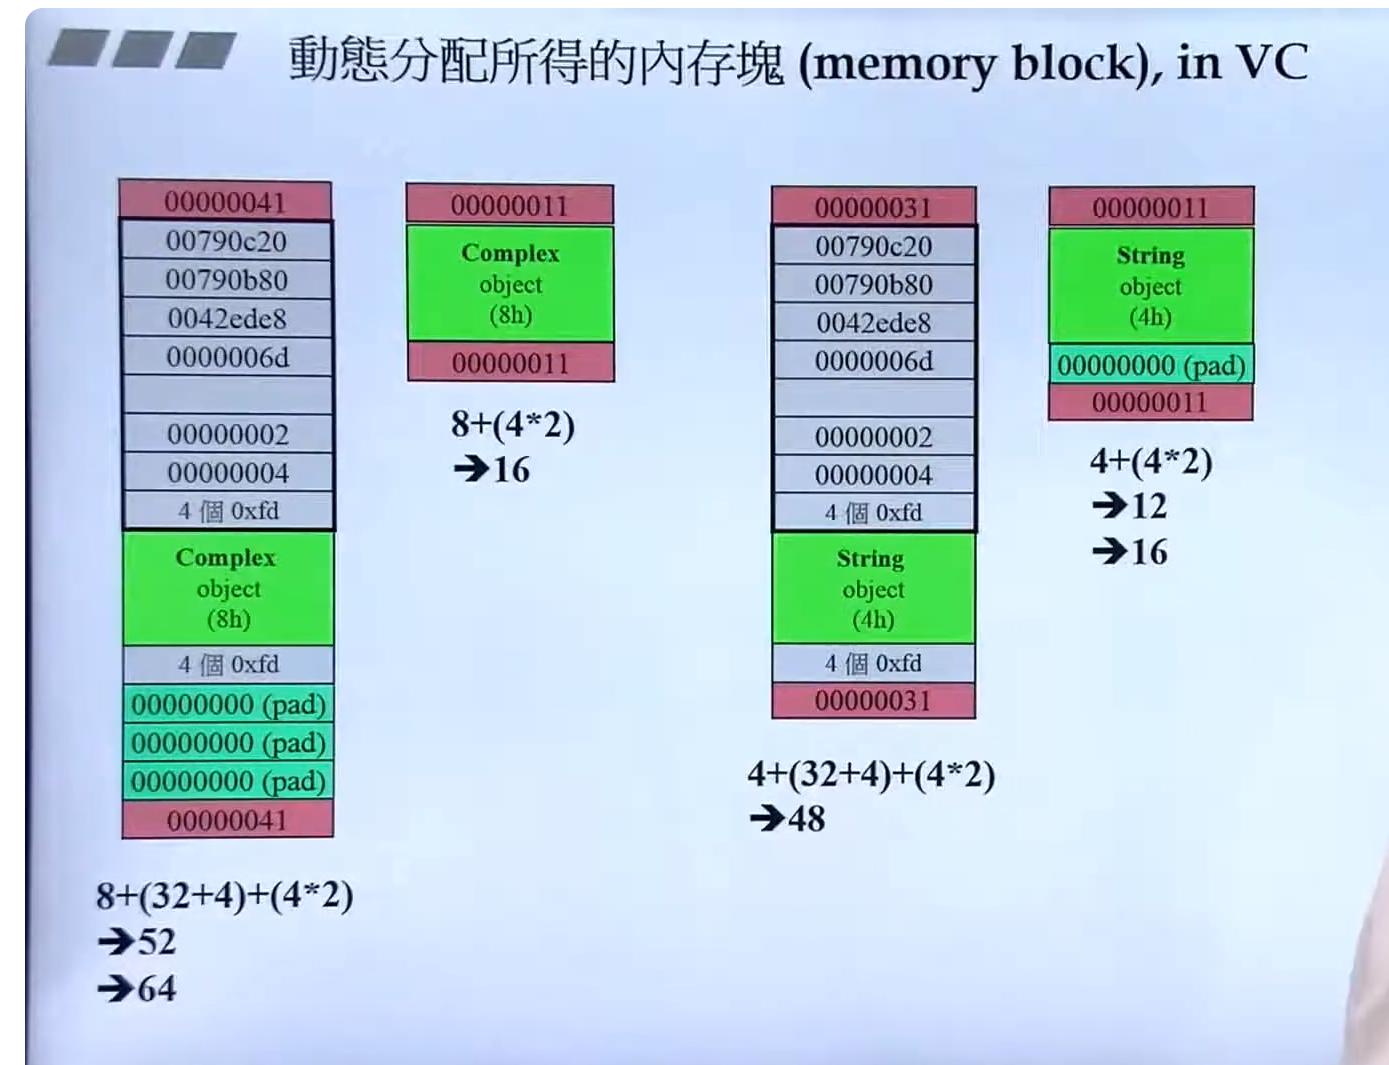 動態分配所得的內存塊 (memory block), in VC
00000041
00790c20
00790b80
0042ede8
0000006d
00000002
00000004
4 個 0xfd
Complex
object
(8h)
4 個 0xfd
00000000 (pad)
00000000 (pad)
00000000 (pad)
00000041
8+(32+4)+(4*2)
➔52
➔64
00000011
Complex
object
(8h)
00000011
8+(4*2)
➔16
00000031
00790c20
00790b80
0042ede8
0000006d
00000002
00000004
4 個 0xfd
String
object
(4h)
4 個 0xfd
00000031
4+(32+4)+(4*2)
➔48
00000011
String
object
(4h)
00000000 (pad)
00000011
4+(4*2)
➔12
➔16